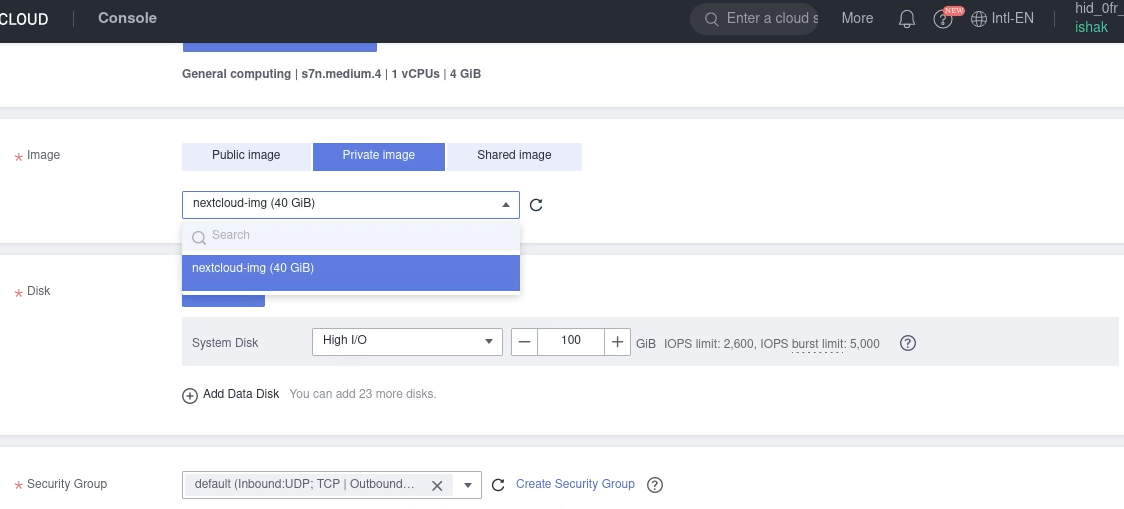 CLOUD Console Enter a cloud s More NEW Intl-EN hid_0fr_
ishak
General computing | s7n.medium.4 | 1 vCPUs | 4 GiB
* Image Public image Private image Shared image
nextcloud-img (40 GiB)
Search
nextcloud-img (40 GiB)
* Disk
System Disk High I/O − 100 + GiB IOPS limit: 2,600, IOPS burst limit: 5,000 ?
Add Data Disk You can add 23 more disks.
* Security Group default (Inbound:UDP; TCP | Outbound... Create Security Group ?